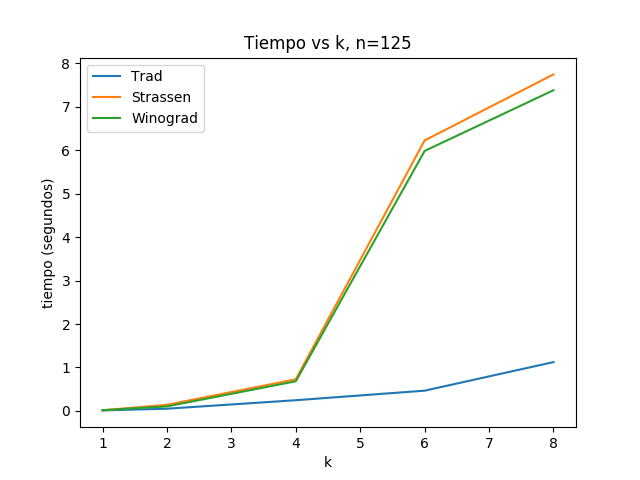 Tiempo vs k, n=125
Trad
Strassen
Winograd
8
7
6
5
4
3
2
1
0
tiempo (segundos)
1 2 3 4 5 6 7 8
k